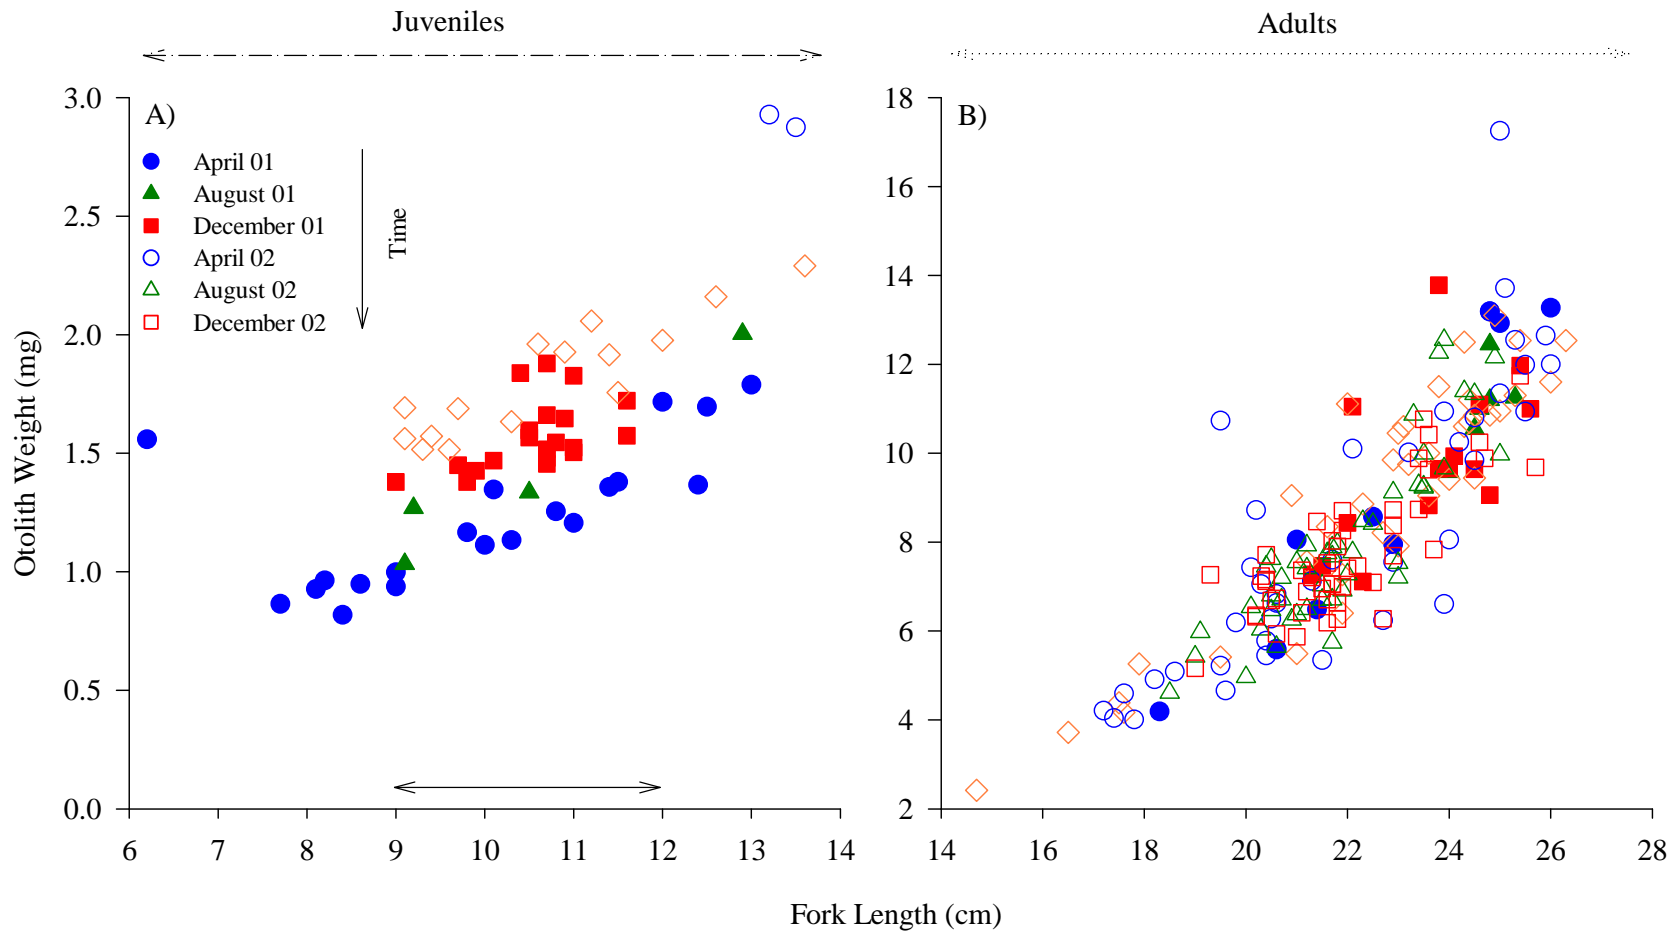 Juveniles
Adults
A)
B)
April 01
August 01
December 01
April 02
August 02
December 02
Time
Otolith Weight (mg)
3.0
2.5
2.0
1.5
1.0
0.5
0.0
6 7 8 9 10 11 12 13 14
18
16
14
12
10
8
6
4
2
14 16 18 20 22 24 26 28
Fork Length (cm)